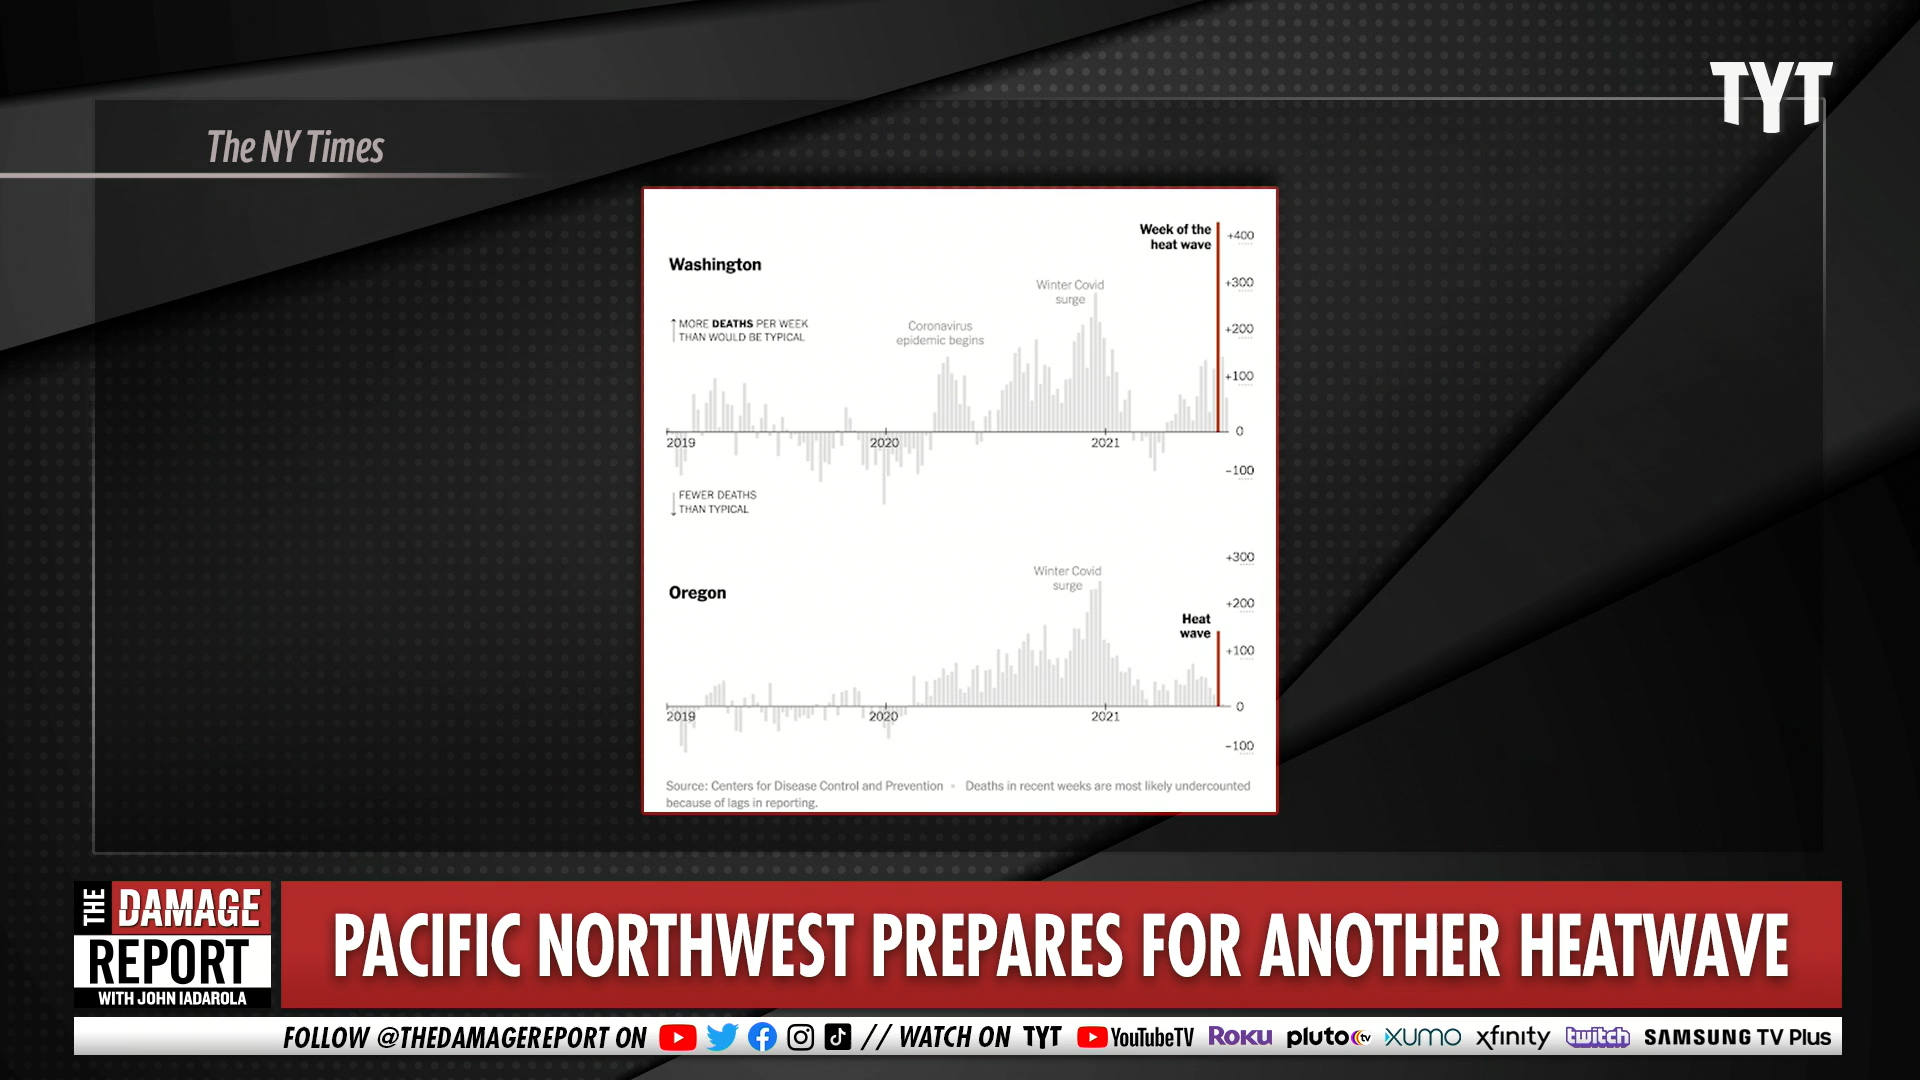 TYT
The NY Times
Week of the
heat wave
+400
Washington
+300
Winter Covid
surge
MORE DEATHS PER WEEK
THAN WOULD BE TYPICAL
Coronavirus
epidemic begins
+200
+100
0
2019
2020
2021
-100
FEWER DEATHS
THAN TYPICAL
+300
Winter Covid
surge
Oregon
+200
Heat
wave
+100
0
2019
2020
2021
-100
Source: Centers for Disease Control and Prevention • Deaths in recent weeks are most likely undercounted
because of lags in reporting.
THE DAMAGE
REPORT
WITH JOHN IADAROLA
PACIFIC NORTHWEST PREPARES FOR ANOTHER HEATWAVE
FOLLOW @THEDAMAGEREPORT ON // WATCH ON TYT YouTubeTV ROKU pluto tv XUMO xfinity twitch SAMSUNG TV Plus